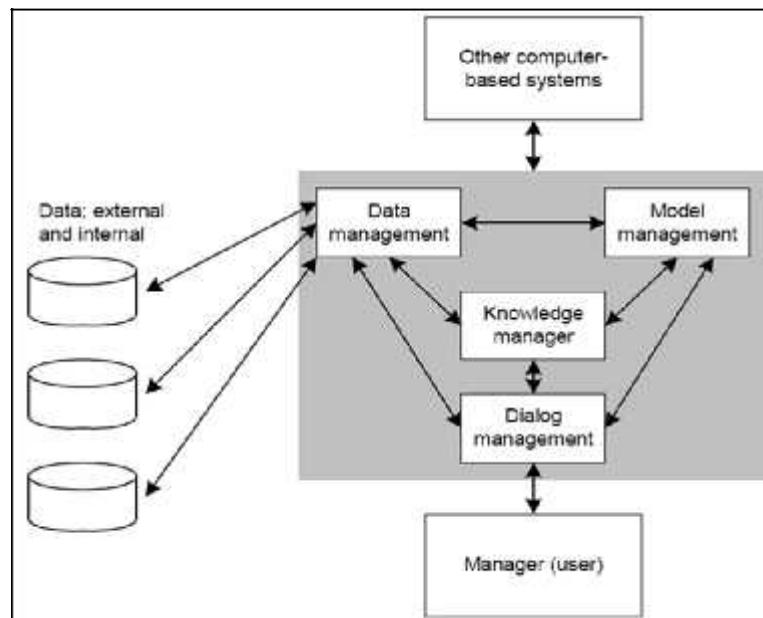 Other computer-
based systems
Data; external
and internal
Data
management
Model
management
Knowledge
manager
Dialog
management
Manager (user)